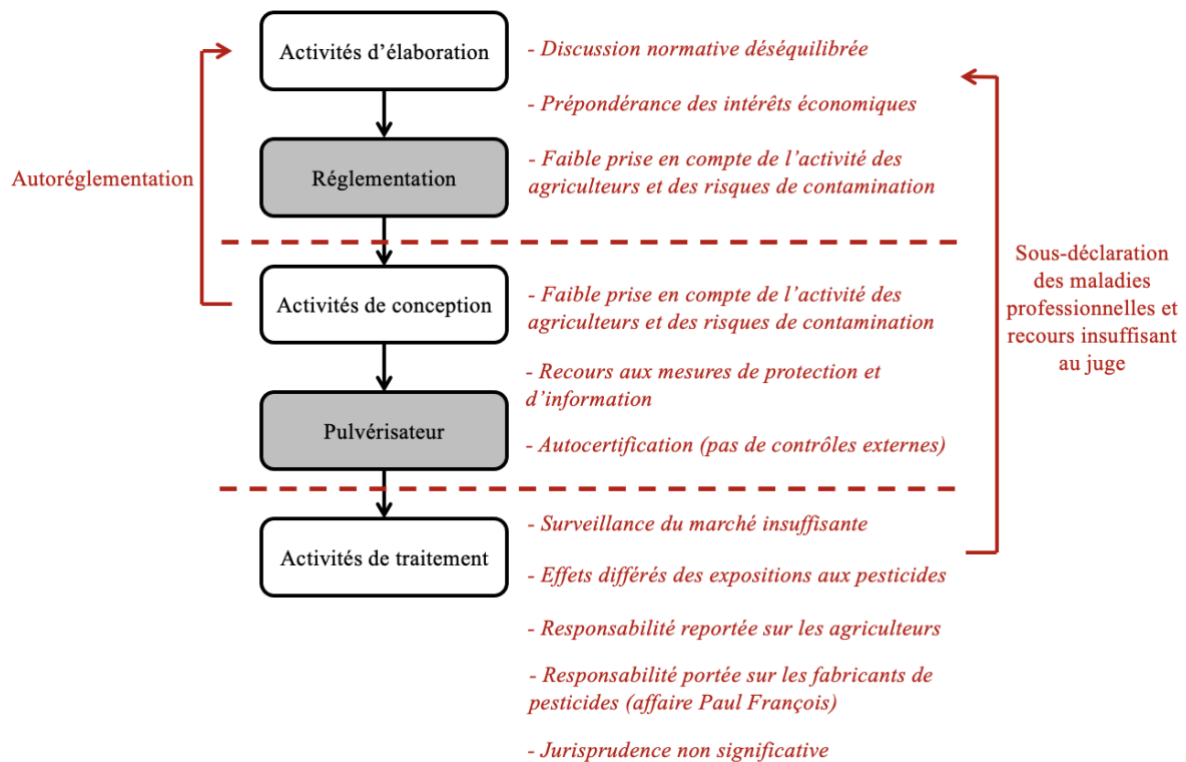 Activités d'élaboration
- Discussion normative déséquilibrée
- Prépondérance des intérêts économiques
Autoréglementation
Réglementation
- Faible prise en compte de l'activité des
agriculteurs et des risques de contamination
Activités de conception
- Faible prise en compte de l'activité des
agriculteurs et des risques de contamination
- Recours aux mesures de protection et
d'information
Pulvérisateur
- Autocertification (pas de contrôles externes)
Sous-déclaration
des maladies
professionnelles et
recours insuffisant
au juge
Activités de traitement
- Surveillance du marché insuffisante
- Effets différés des expositions aux pesticides
- Responsabilité reportée sur les agriculteurs
- Responsabilité portée sur les fabricants de
pesticides (affaire Paul François)
- Jurisprudence non significative